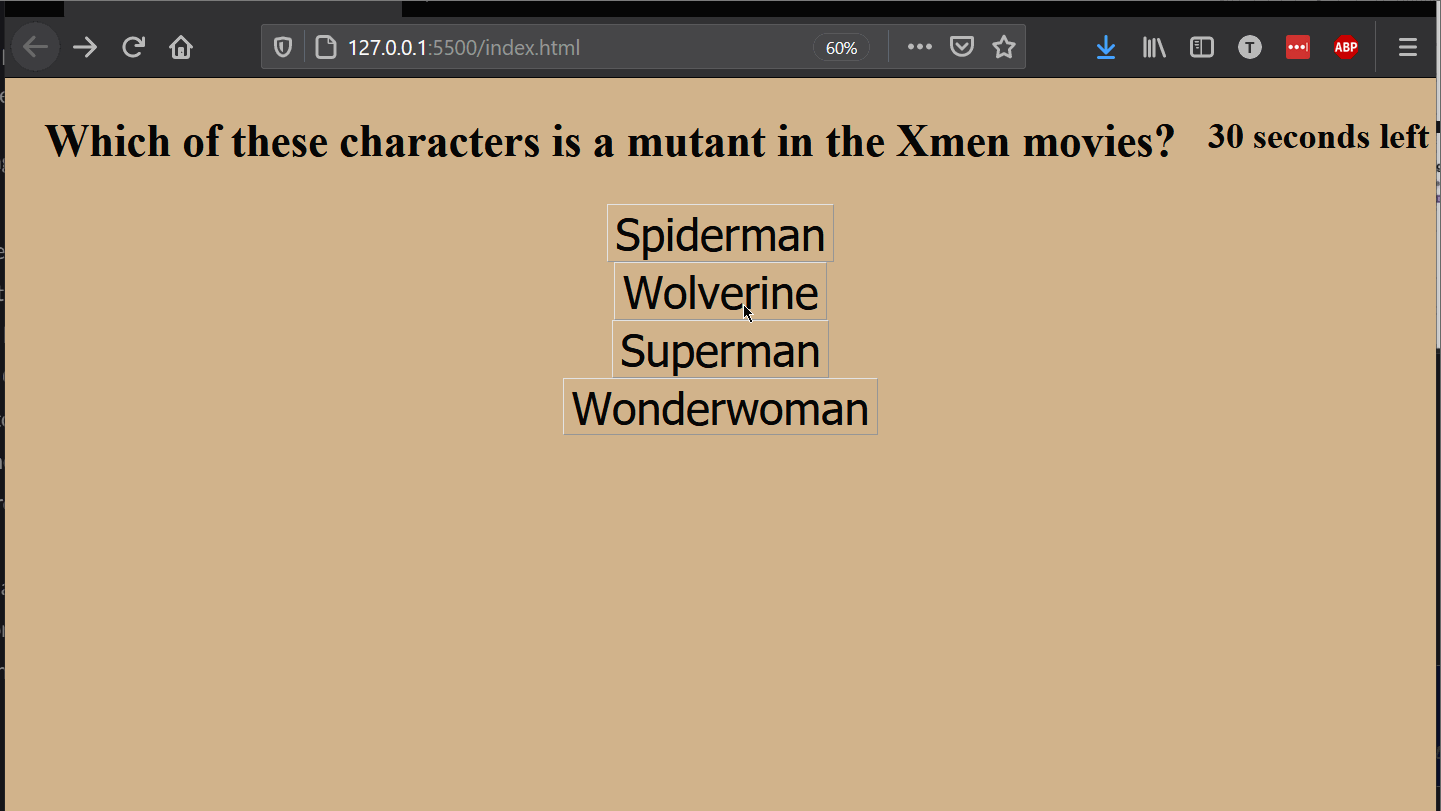 127.0.0.1:5500/index.html 60% T ABP
Which of these characters is a mutant in the Xmen movies? 30 seconds left
Spiderman
Wolverine
Superman
Wonderwoman